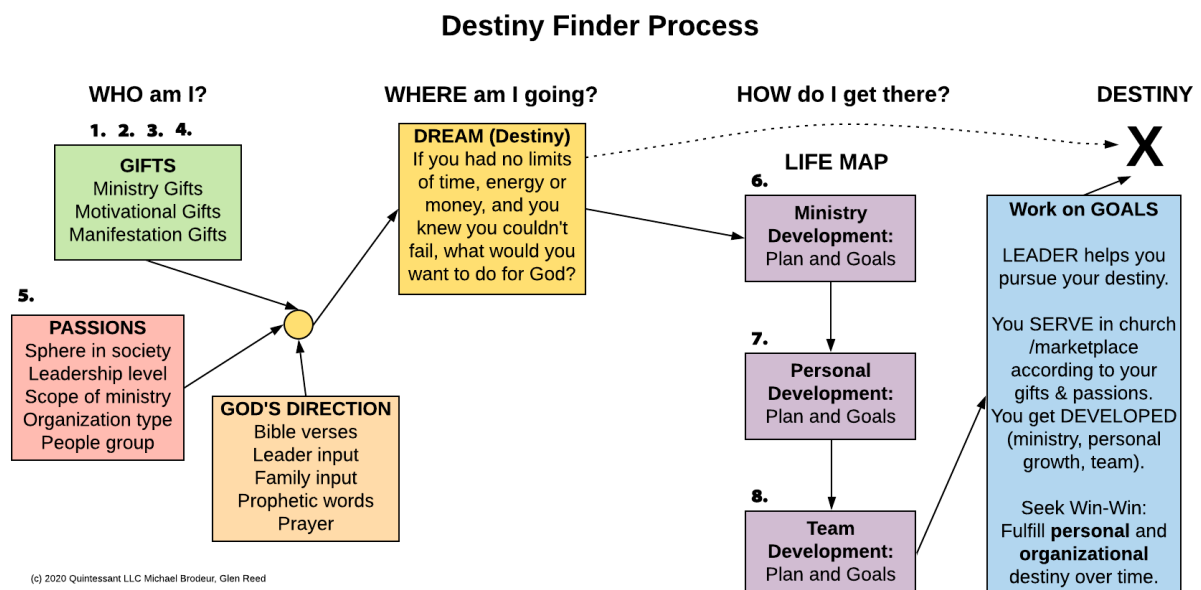 Destiny Finder Process
WHO am I?
1. 2. 3. 4.
GIFTS
Ministry Gifts
Motivational Gifts
Manifestation Gifts
5.
PASSIONS
Sphere in society
Leadership level
Scope of ministry
Organization type
People group
GOD'S DIRECTION
Bible verses
Leader input
Family input
Prophetic words
Prayer
WHERE am I going?
DREAM (Destiny)
If you had no limits
of time, energy or
money, and you
knew you couldn't
fail, what would you
want to do for God?
HOW do I get there?
LIFE MAP
6.
Ministry
Development:
Plan and Goals
7.
Personal
Development:
Plan and Goals
8.
Team
Development:
Plan and Goals
DESTINY
X
Work on GOALS
LEADER helps you
pursue your destiny.
You SERVE in church
/marketplace
according to your
gifts & passions.
You get DEVELOPED
(ministry, personal
growth, team).
Seek Win-Win:
Fulfill personal and
organizational
destiny over time.
(c) 2020 Quintessant LLC Michael Brodeur, Glen Reed